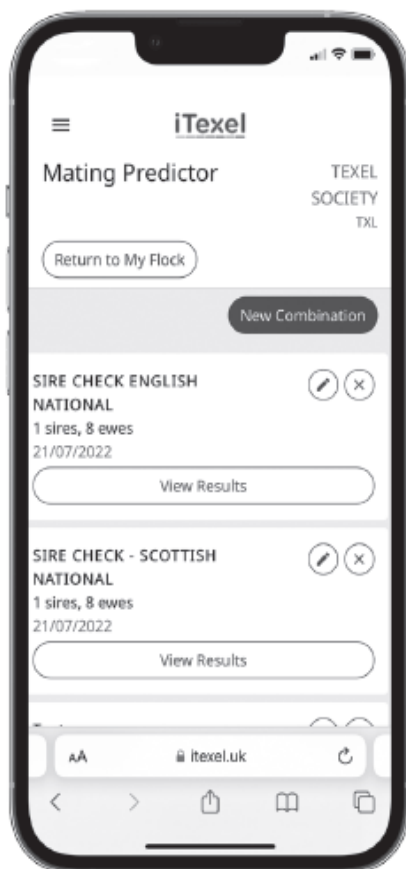 iTexel
Mating Predictor
TEXEL
SOCIETY
TXL
Return to My Flock
New Combination
SIRE CHECK ENGLISH
NATIONAL
1 sires, 8 ewes
21/07/2022
View Results
SIRE CHECK - SCOTTISH
NATIONAL
1 sires, 8 ewes
21/07/2022
View Results
AA
itexel.uk